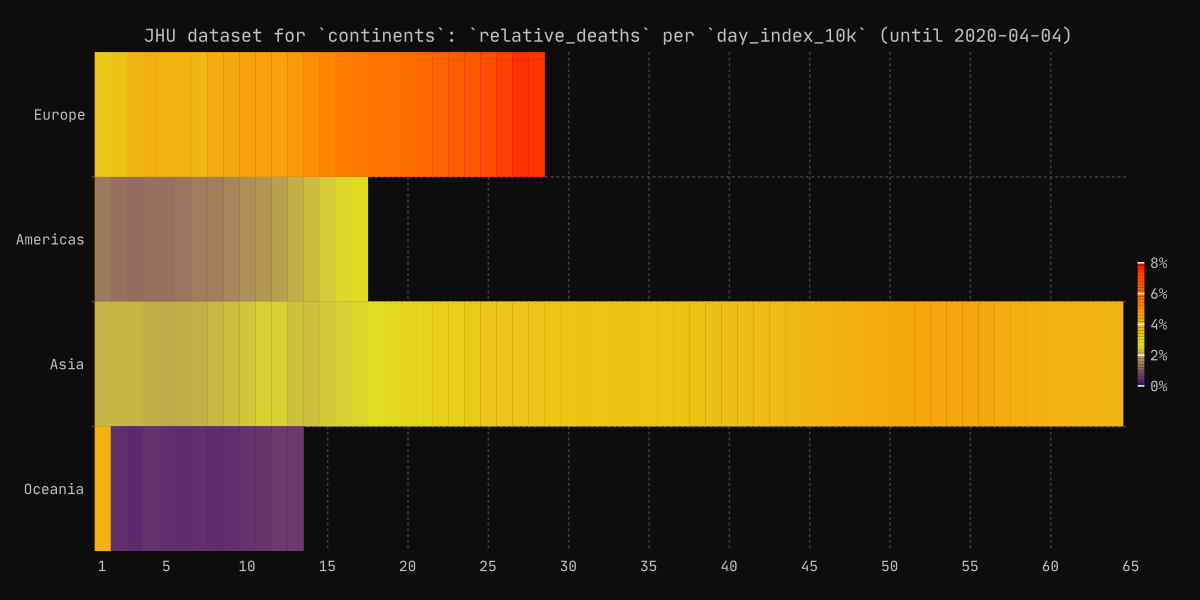 JHU dataset for `continents`: `relative_deaths` per `day_index_10k` (until 2020-04-04)
Europe
Americas
Asia
Oceania
8%
6%
4%
2%
0%
1 5 10 15 20 25 30 35 40 45 50 55 60 65